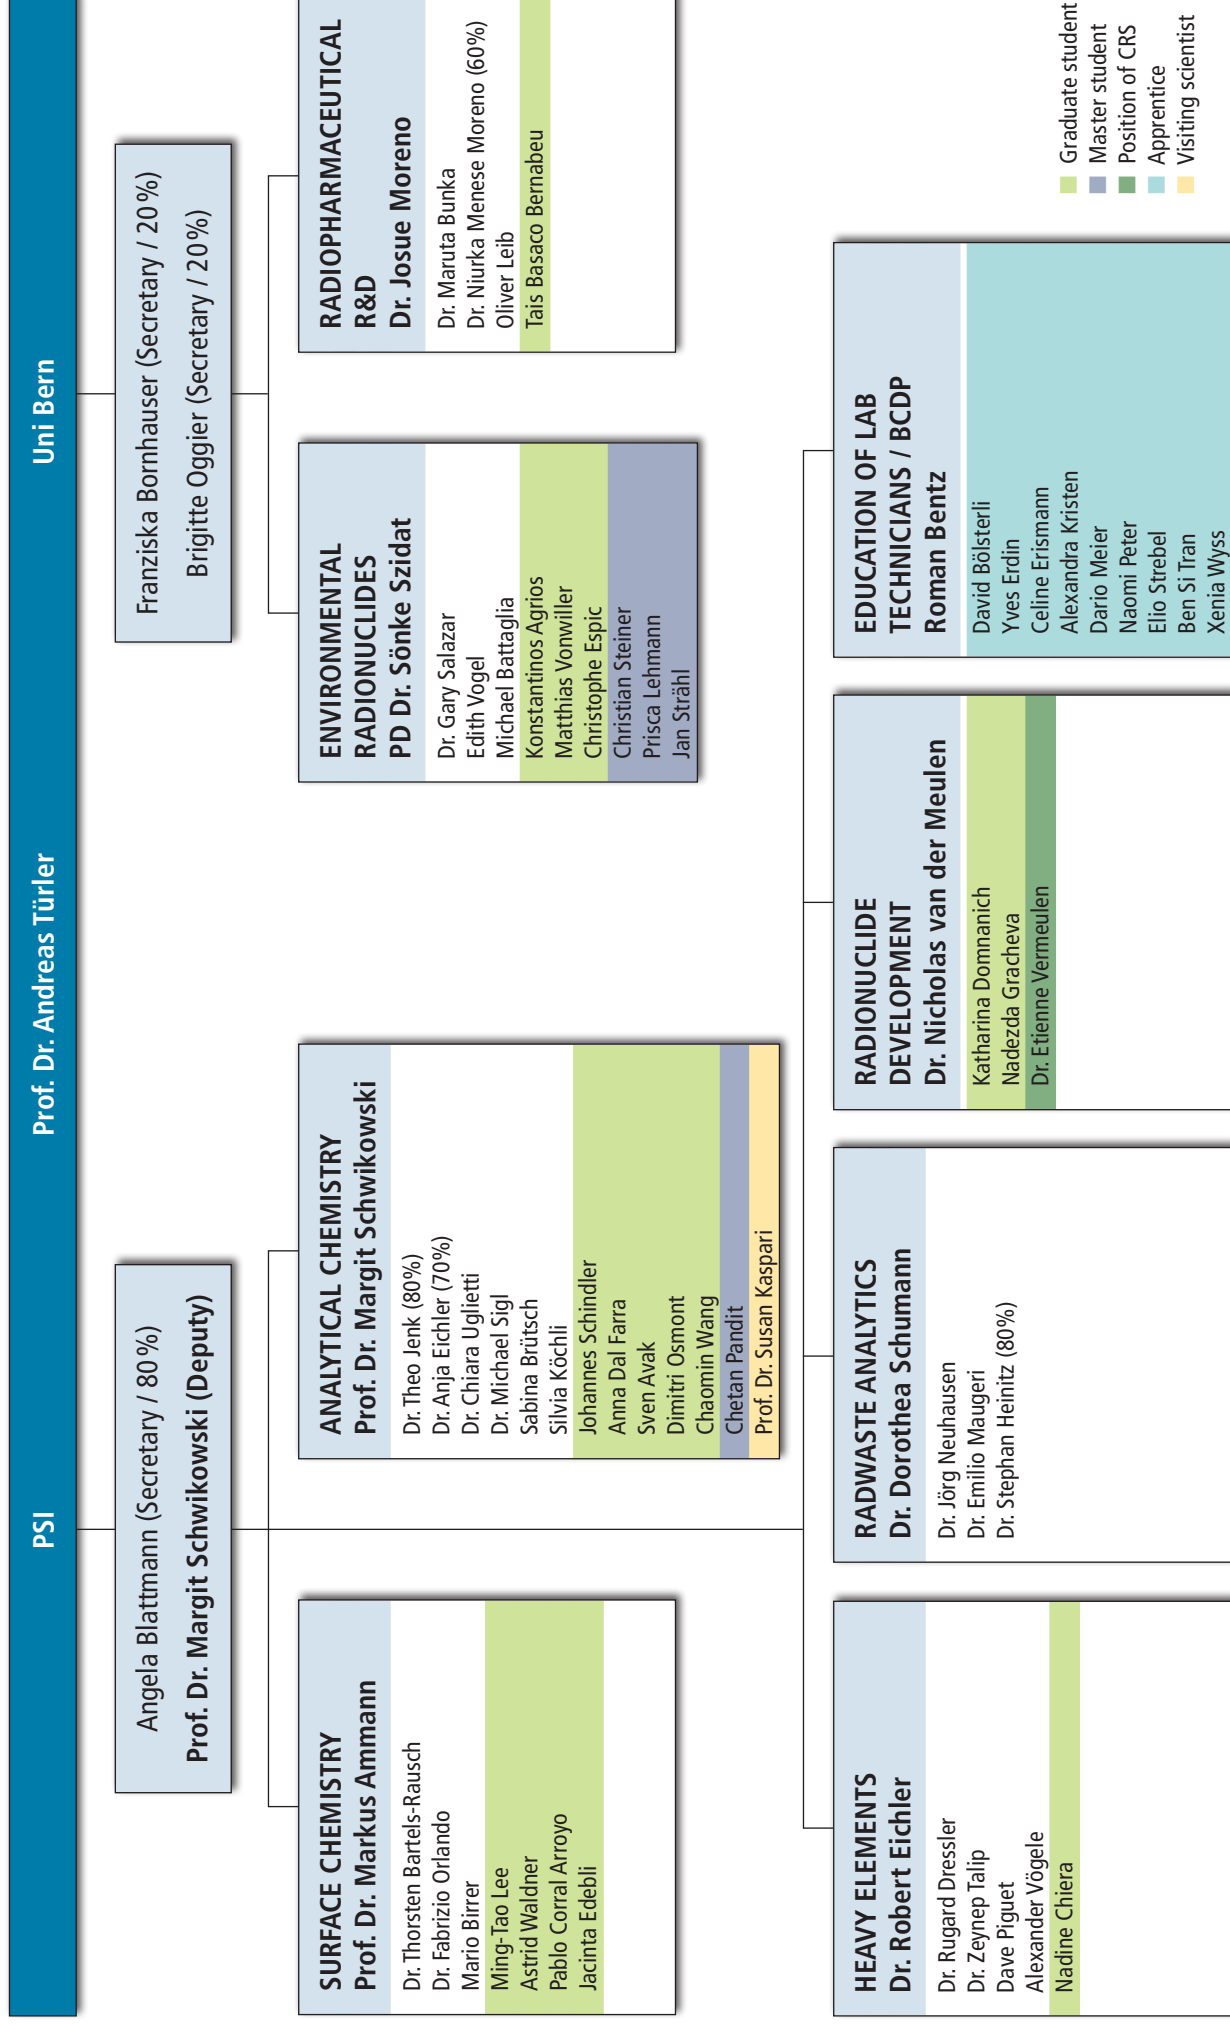 PSI
Prof. Dr. Andreas Türler
Uni Bern
Angela Blattmann (Secretary / 80%)
Prof. Dr. Margit Schwikowski (Deputy)
Franziska Bornhauser (Secretary / 20%)
Brigitte Oggier (Secretary / 20%)
SURFACE CHEMISTRY
Prof. Dr. Markus Ammann
Dr. Thorsten Bartels-Rausch
Dr. Fabrizio Orlando
Mario Birrer
Ming-Tao Lee
Astrid Waldner
Pablo Corral Arroyo
Jacinta Edebli
ANALYTICAL CHEMISTRY
Prof. Dr. Margit Schwikowski
Dr. Theo Jenk (80%)
Dr. Anja Eichler (70%)
Dr. Chiara Uglietti
Dr. Michael Sigl
Sabina Brütsch
Silvia Köchli
Johannes Schindler
Anna Dal Farra
Sven Avak
Dimitri Osmont
Chaomin Wang
Chetan Pandit
Prof. Dr. Susan Kaspari
ENVIRONMENTAL
RADIONUCLIDES
PD Dr. Sönke Szidat
Dr. Gary Salazar
Edith Vogel
Michael Battaglia
Konstantinos Agrios
Matthias Vonwiller
Christophe Espic
Christian Steiner
Prisca Lehmann
Jan Strähl
RADIOPHARMACEUTICAL
R&D
Dr. Josue Moreno
Dr. Maruta Bunka
Dr. Niurka Menese Moreno (60%)
Oliver Leib
Tais Basaco Bernabeu
HEAVY ELEMENTS
Dr. Robert Eichler
Dr. Rugard Dressler
Dr. Zeynep Talip
Dave Piguet
Alexander Vögele
Nadine Chiera
RADWASTE ANALYTICS
Dr. Dorothea Schumann
Dr. Jörg Neuhausen
Dr. Emilio Maugeri
Dr. Stephan Heinitz (80%)
RADIONUCLIDE
DEVELOPMENT
Dr. Nicholas van der Meulen
Katharina Domnanich
Nadezda Gracheva
Dr. Etienne Vermeulen
EDUCATION OF LAB
TECHNICIANS / BCDP
Roman Bentz
David Bölsterli
Yves Erdin
Celine Erismann
Alexandra Kristen
Dario Meier
Naomi Peter
Elio Strebel
Ben Si Tran
Xenia Wyss
Graduate student
Master student
Position of CRS
Apprentice
Visiting scientist